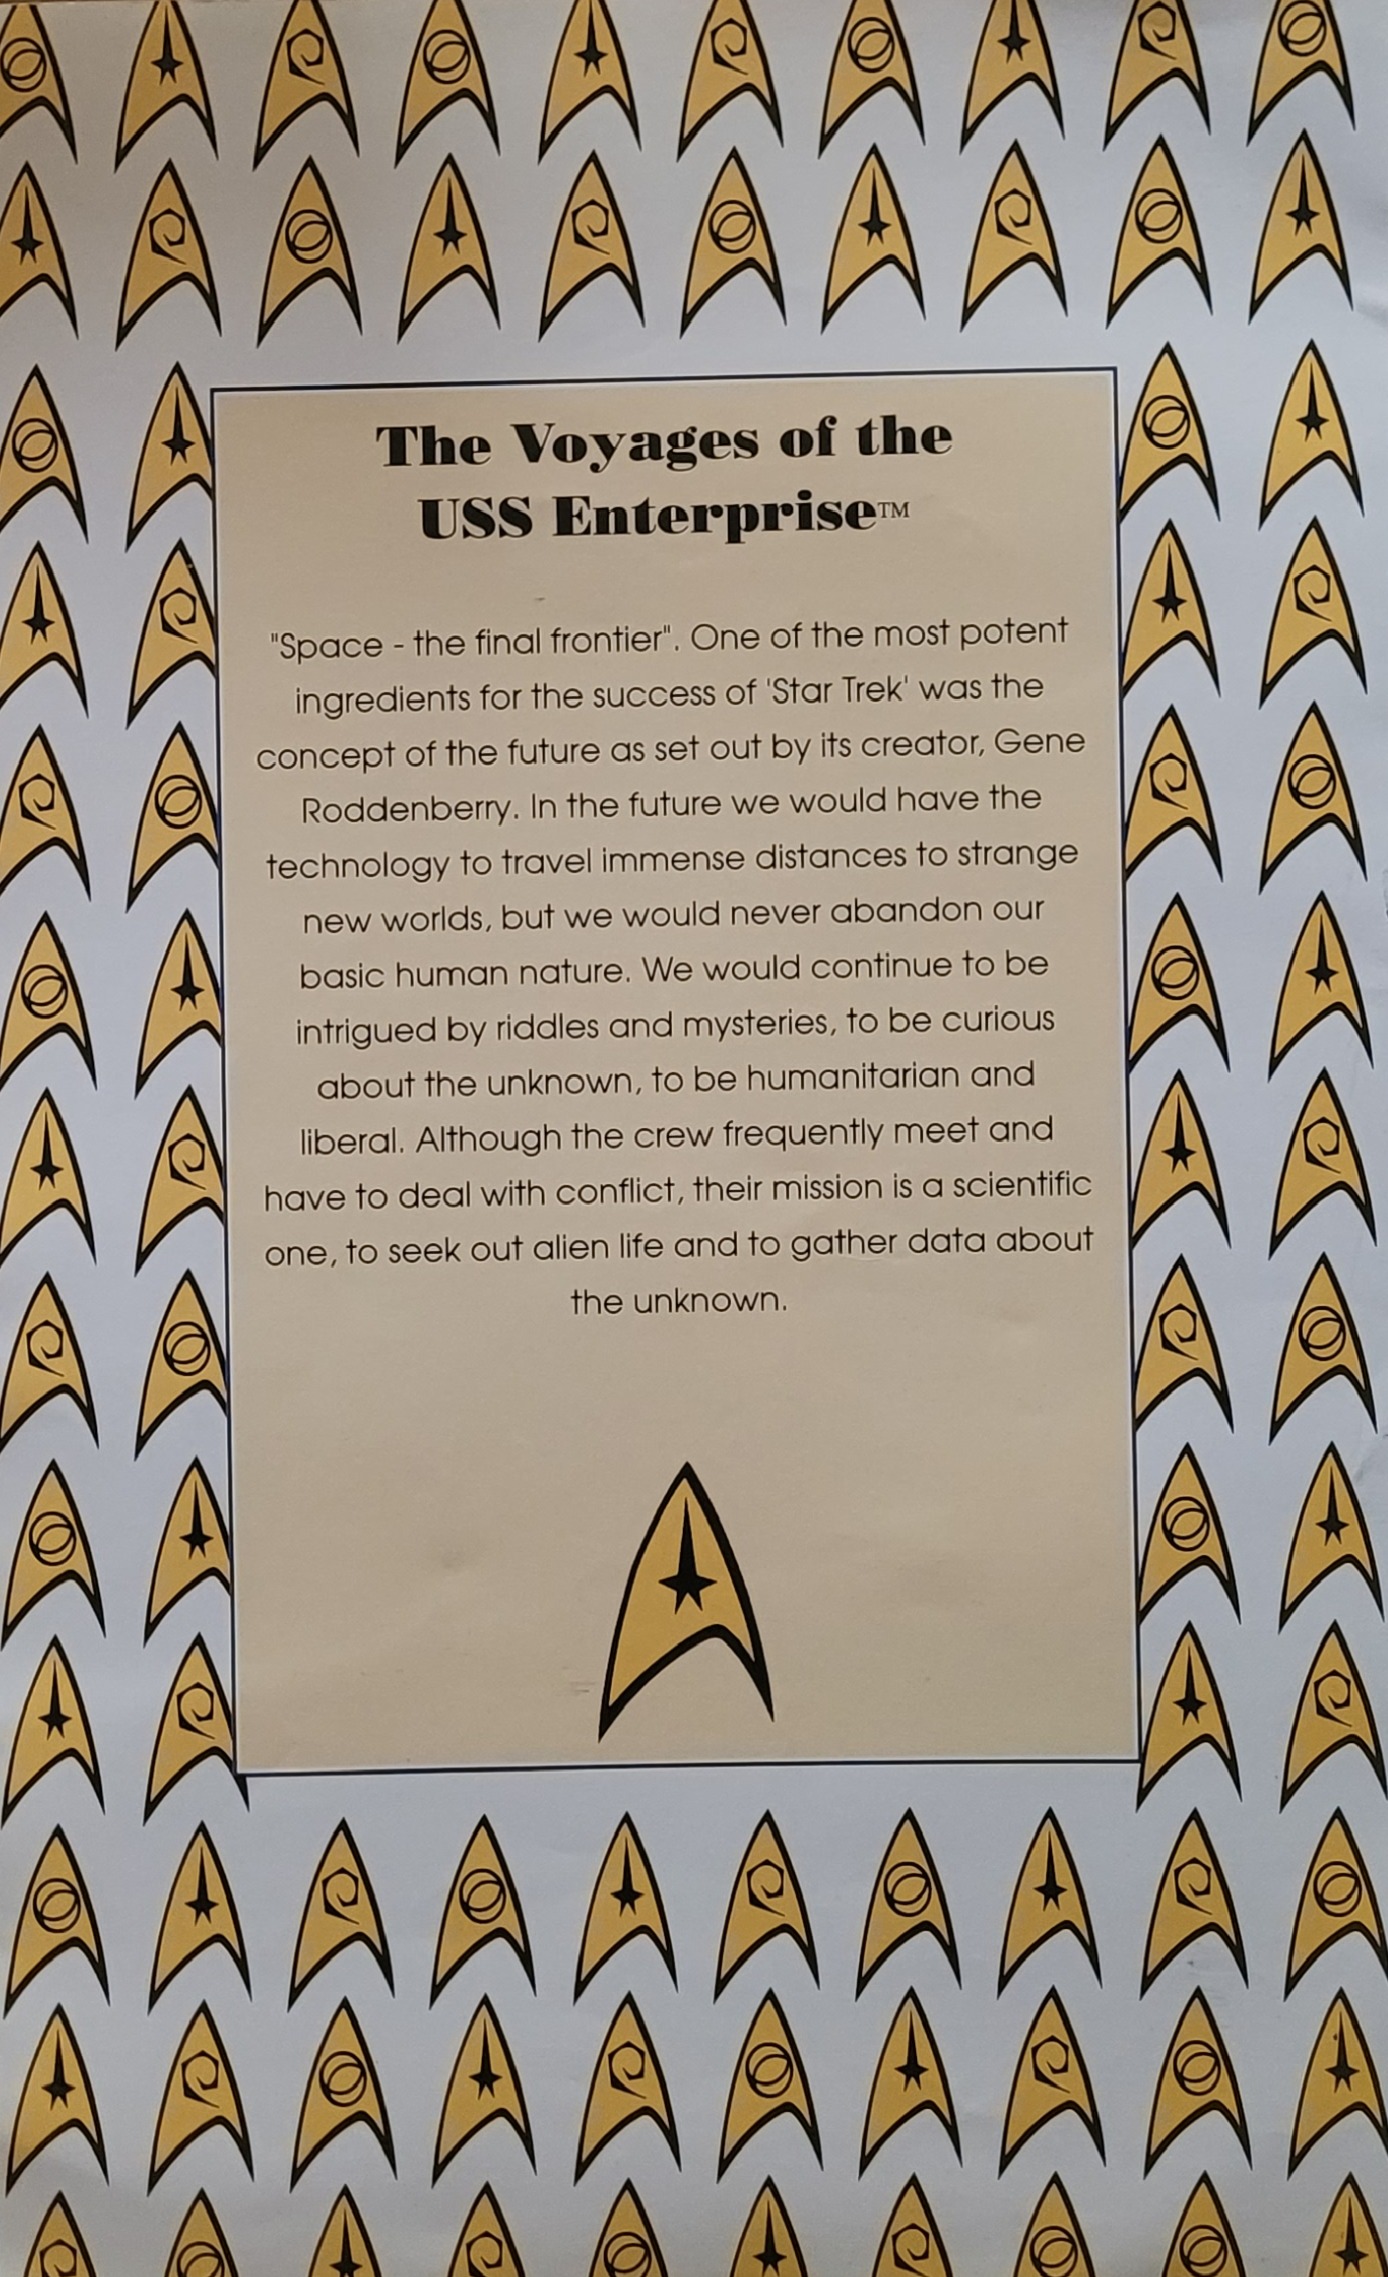 The Voyages of the
USS Enterprise™
"Space - the final frontier". One of the most potent
ingredients for the success of 'Star Trek' was the
concept of the future as set out by its creator, Gene
Roddenberry. In the future we would have the
technology to travel immense distances to strange
new worlds, but we would never abandon our
basic human nature. We would continue to be
intrigued by riddles and mysteries, to be curious
about the unknown, to be humanitarian and
liberal. Although the crew frequently meet and
have to deal with conflict, their mission is a scientific
one, to seek out alien life and to gather data about
the unknown.